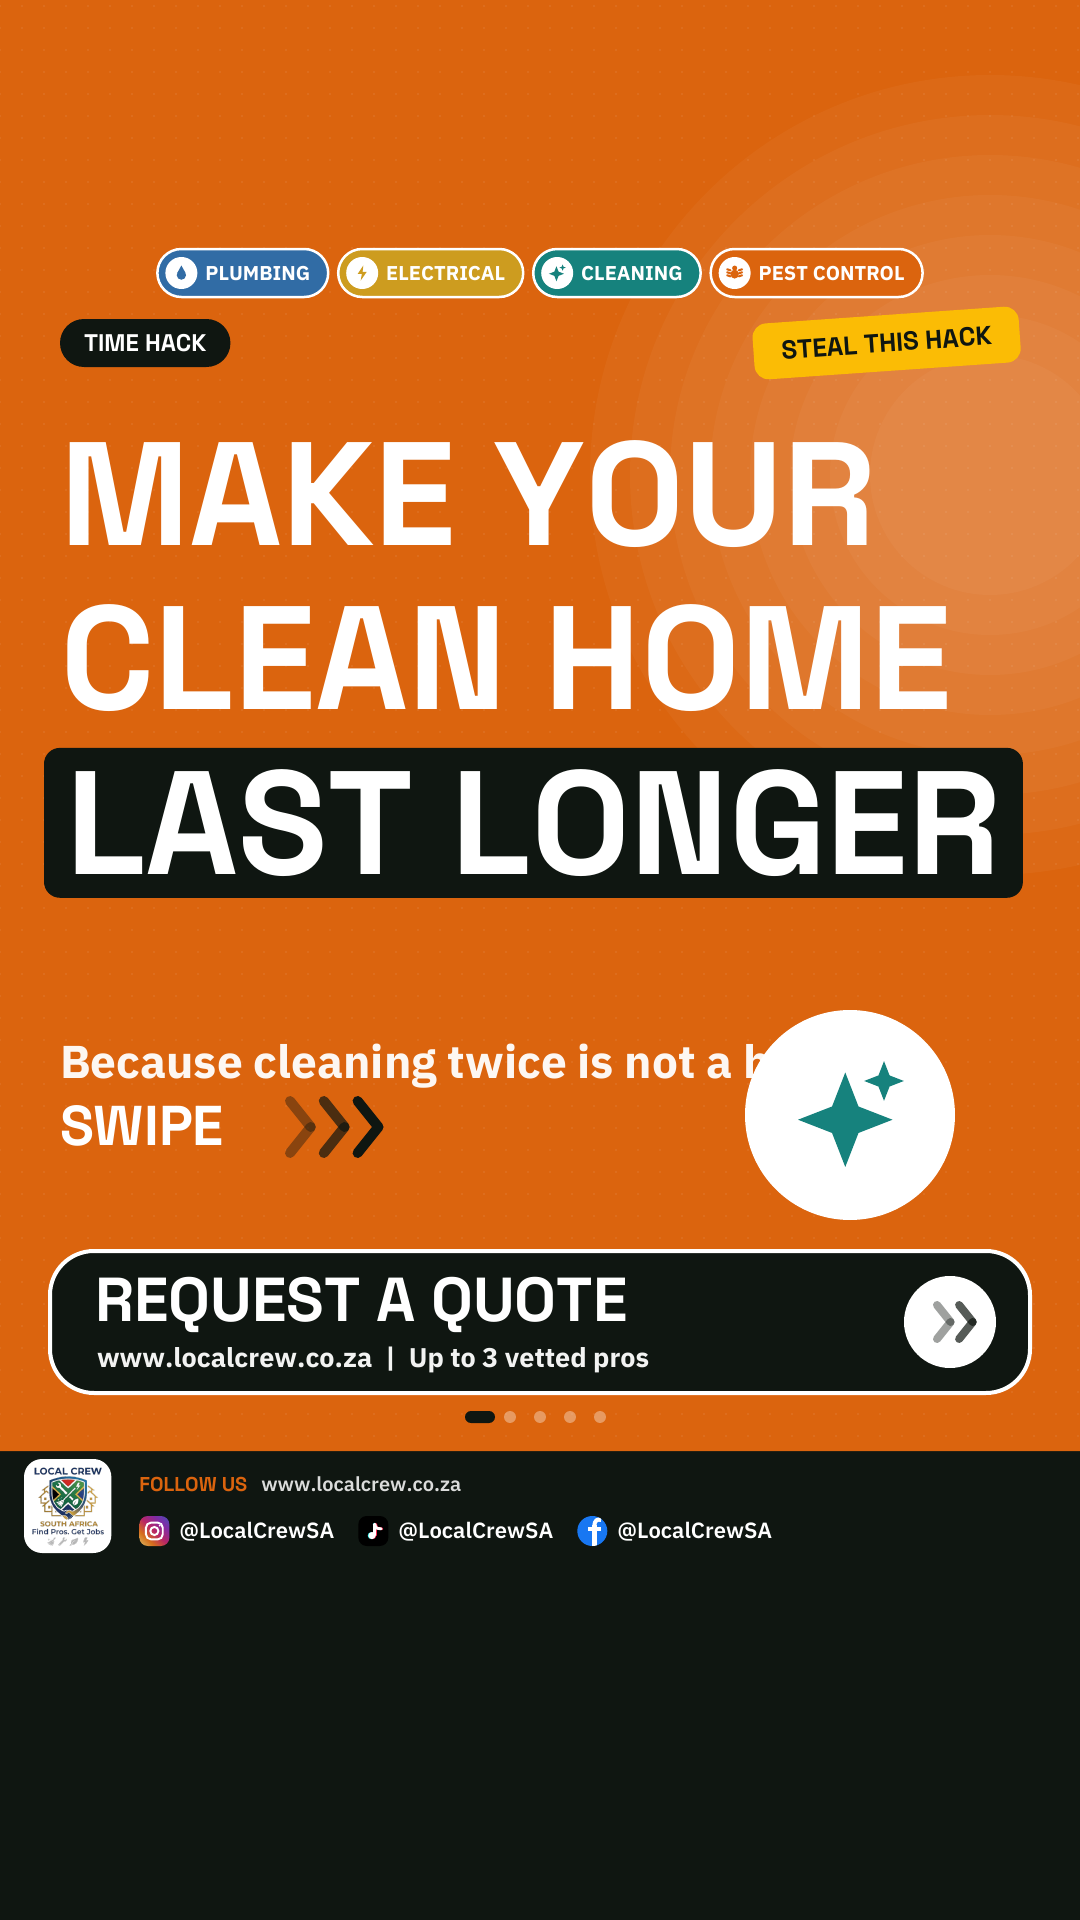 PLUMBING
ELECTRICAL
CLEANING
PEST CONTROL
TIME HACK
STEAL THIS HACK
MAKE YOUR
CLEAN HOME
LAST LONGER
Because cleaning twice is not a
SWIPE
REQUEST A QUOTE
www.localcrew.co.za | Up to 3 vetted pros
LOCAL CREW
SOUTH AFRICA
Find Pros. Get Jobs
FOLLOW US www.localcrew.co.za
@LocalCrewSA @LocalCrewSA @LocalCrewSA